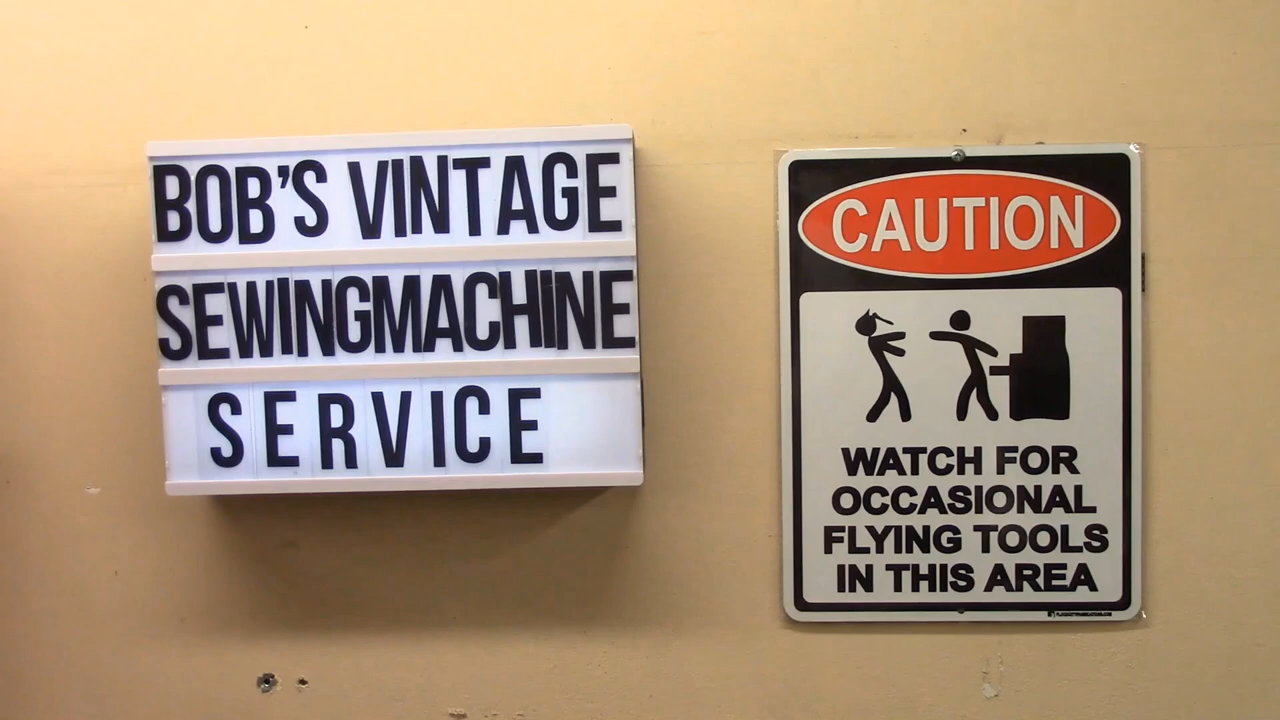 BOB'S VINTAGE
SEWINGMACHINE
SERVICE
CAUTION
WATCH FOR
OCCASIONAL
FLYING TOOLS
IN THIS AREA